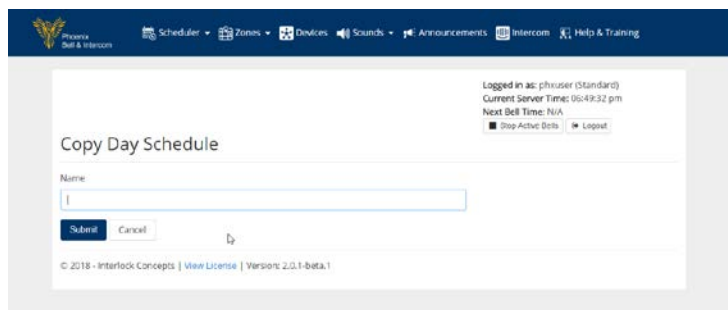 Phoenix
Bell & Intercom
Scheduler Zones Devices Sounds Announcements Intercom Help & Training
Logged in as: phxuser (Standard)
Current Server Time: 06:49:32 pm
Next Bell Time: N/A
Stop Active Bells Logout
Copy Day Schedule
Name
Submit Cancel
© 2018 - Interlock Concepts | View License | Version: 2.0.1-beta.1